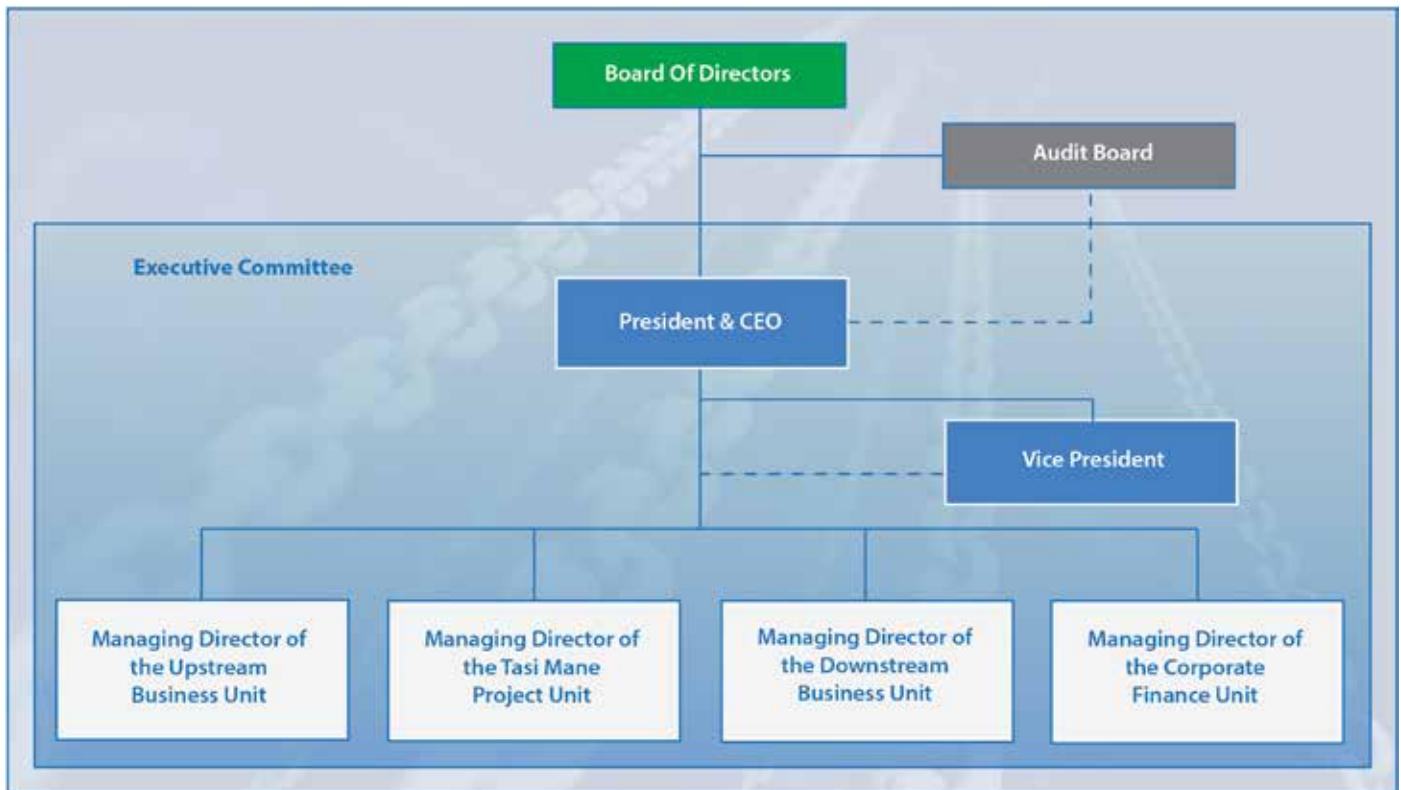 Board Of Directors
Audit Board
Executive Committee
President & CEO
Vice President
Managing Director of
the Upstream
Business Unit
Managing Director of
the Tasi Mane
Project Unit
Managing Director of
the Downstream
Business Unit
Managing Director of
the Corporate
Finance Unit